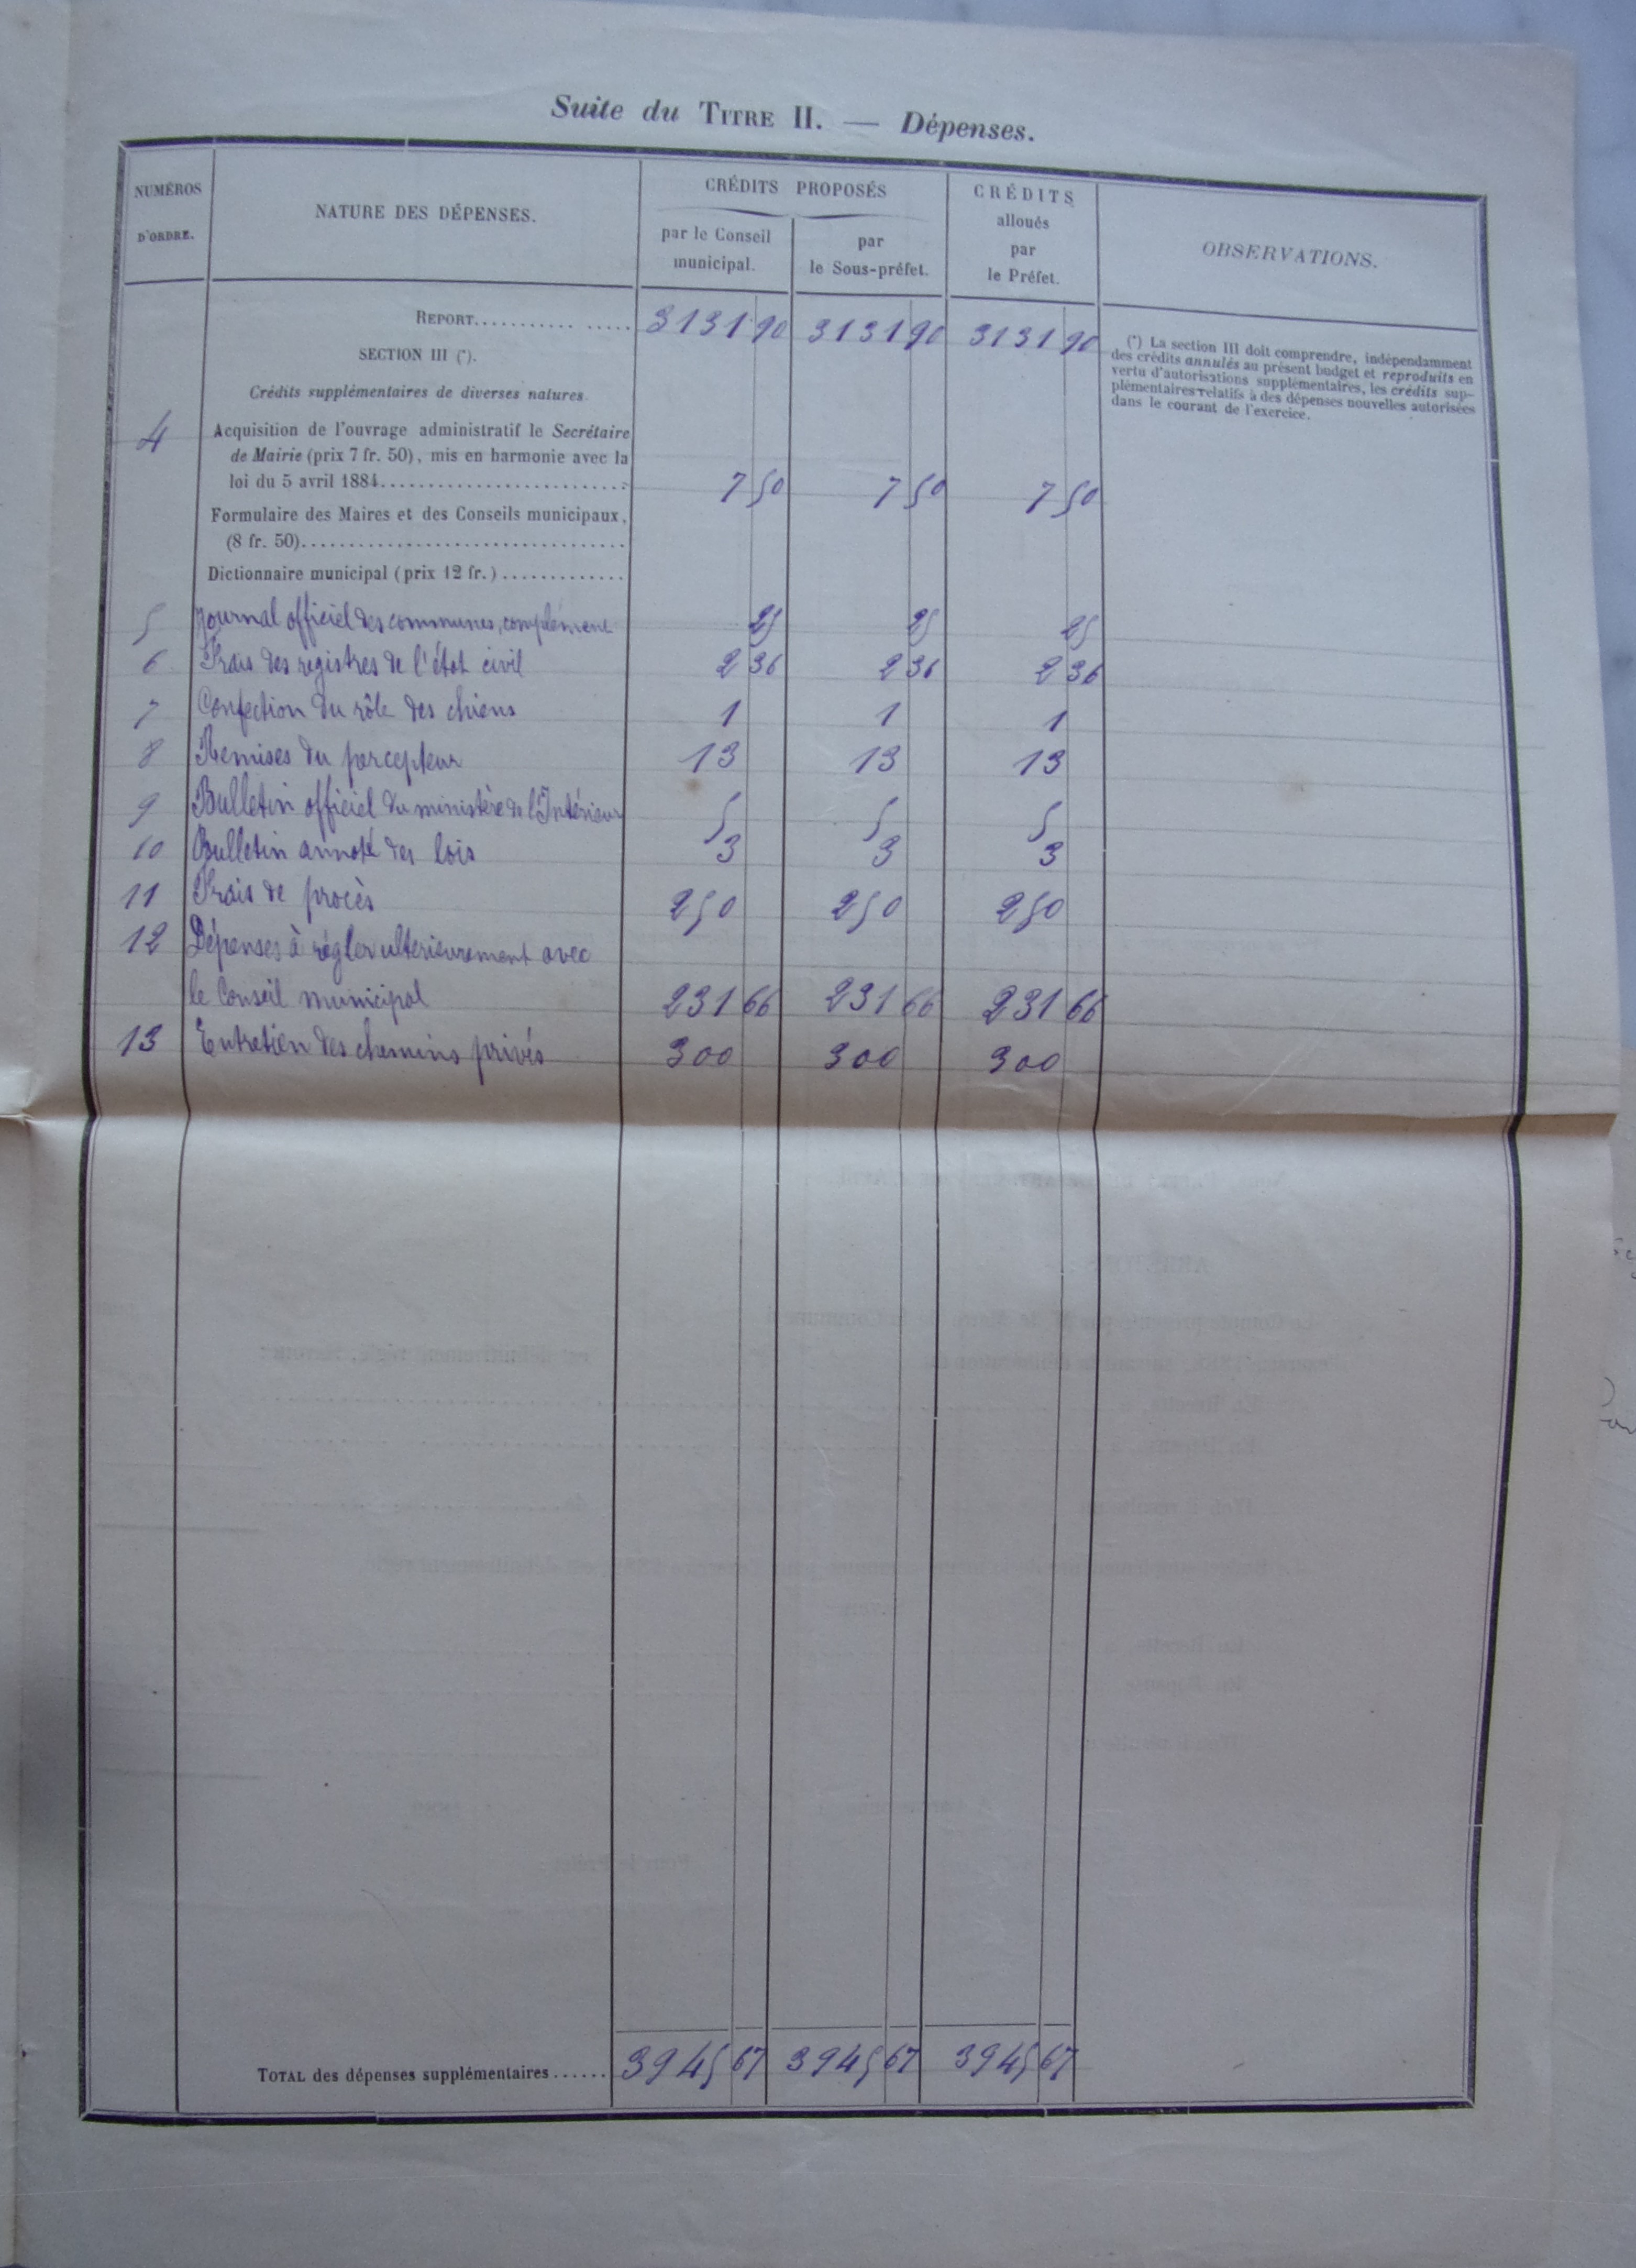 Suite du TITRE II. — Dépenses.
NUMÉROS D'ORDRE.
NATURE DES DÉPENSES.
CRÉDITS PROPOSÉS
par le Conseil municipal.
par le Sous-préfet.
CRÉDITS alloués par le Préfet.
OBSERVATIONS.
REPORT................ 3131 90 3131 90 3131 90
SECTION III (*).
Crédits supplémentaires de diverses natures.
(*) La section III doit comprendre, indépendamment
des crédits annulés au présent budget et reproduits en
vertu d'autorisations supplémentaires, les crédits sup-
plémentaires relatifs à des dépenses nouvelles autorisées
dans le courant de l'exercice.
4 Acquisition de l'ouvrage administratif le Secrétaire
de Mairie (prix 7 fr. 50), mis en harmonie avec la
loi du 5 avril 1884......................... 7 50 7 50 7 50
Formulaire des Maires et des Conseils municipaux,
(8 fr. 50).................................
Dictionnaire municipal (prix 12 fr.).............
5 Journal officiel des communes, complément 25 25 25
6 Frais des registres de l'état civil 2 36 2 36 2 36
7 Confection du rôle des chiens 1 1 1
8 Remises du percepteur 13 13 13
9 Bulletin officiel du ministère de l'Intérieur 5 5 5
10 Bulletin annoté des lois 3 3 3
11 Frais de procès 250 250 250
12 Dépenses à régler ulterieurement avec
le Conseil municipal 231 66 231 66 231 66
13 Entretien des chemins privés 300 300 300
TOTAL des dépenses supplémentaires...... 3945 67 3945 67 3945 67